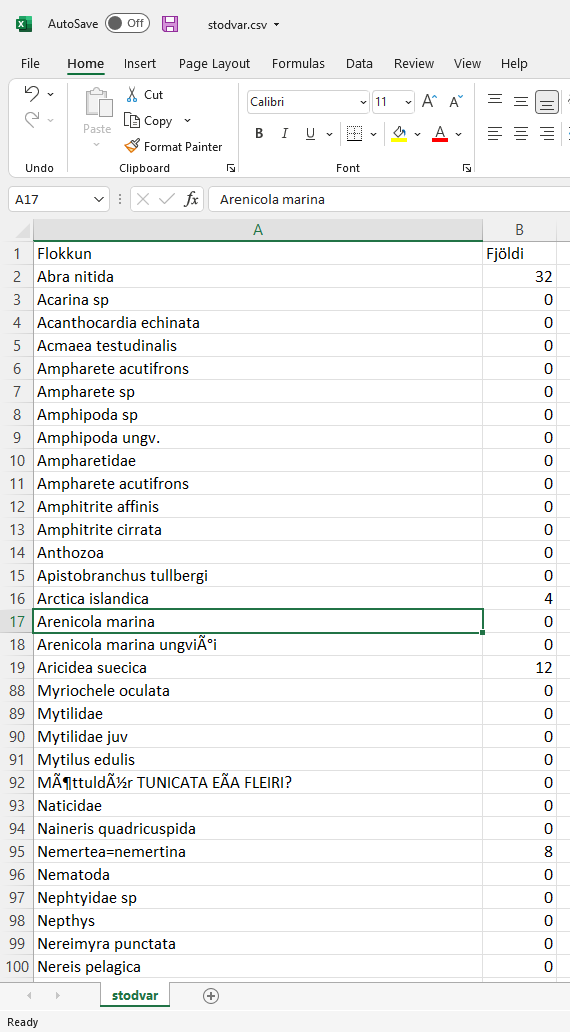 AutoSave Off stodvar.csv
File Home Insert Page Layout Formulas Data Review View Help
Cut
Paste Copy
Format Painter
Calibri 11
B I U A
Undo Clipboard Font
A17 fx Arenicola marina
A B
1 Flokkun Fjöldi
2 Abra nitida 32
3 Acarina sp 0
4 Acanthocardia echinata 0
5 Acmaea testudinalis 0
6 Ampharete acutifrons 0
7 Ampharete sp 0
8 Amphipoda sp 0
9 Amphipoda ungv. 0
10 Ampharetidae 0
11 Ampharete acutifrons 0
12 Amphitrite affinis 0
13 Amphitrite cirrata 0
14 Anthozoa 0
15 Apistobranchus tullbergi 0
16 Arctica islandica 4
17 Arenicola marina 0
18 Arenicola marina ungviÃ°i 0
19 Aricidea suecica 12
88 Myriochele oculata 0
89 Mytilidae 0
90 Mytilidae juv 0
91 Mytilus edulis 0
92 MÃ¶ttuldÃ½r TUNICATA EÃA FLEIRI? 0
93 Naticidae 0
94 Naineris quadricuspida 0
95 Nemertea=nemertina 8
96 Nematoda 0
97 Nephtyidae sp 0
98 Nepthys 0
99 Nereimyra punctata 0
100 Nereis pelagica 0
stodvar
Ready